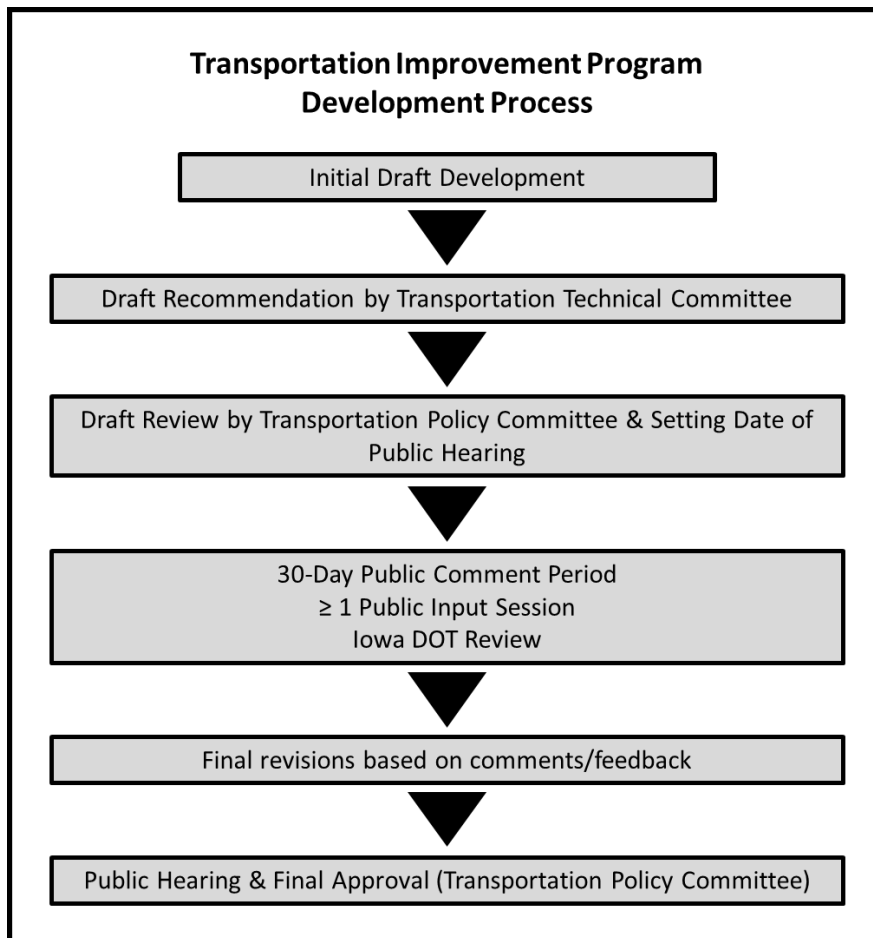 Transportation Improvement Program
Development Process
Initial Draft Development
Draft Recommendation by Transportation Technical Committee
Draft Review by Transportation Policy Committee & Setting Date of
Public Hearing
30-Day Public Comment Period
≥ 1 Public Input Session
Iowa DOT Review
Final revisions based on comments/feedback
Public Hearing & Final Approval (Transportation Policy Committee)